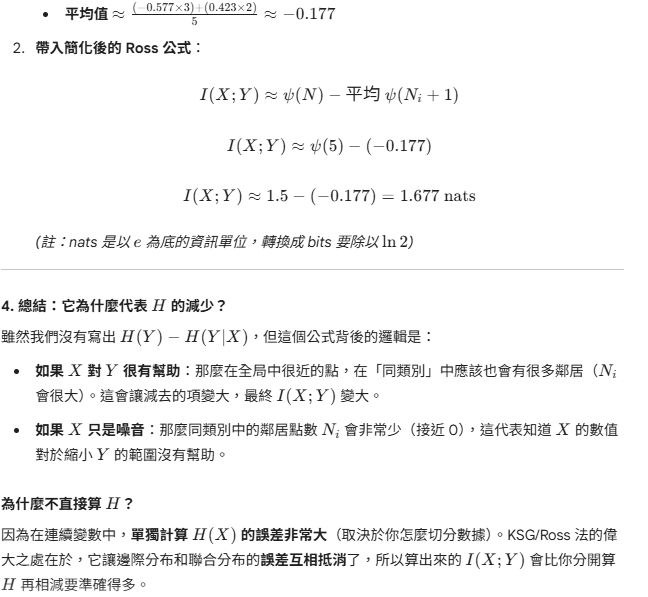 • 平均值 ≈ \frac{(-0.577×3)+(0.423×2)}{5} ≈ −0.177
2. 帶入簡化後的 Ross 公式：
I(X;Y) ≈ ψ(N) − 平均 ψ(N_i + 1)
I(X;Y) ≈ ψ(5) − (−0.177)
I(X;Y) ≈ 1.5 − (−0.177) = 1.677 nats
(註：nats 是以 e 為底的資訊單位，轉換成 bits 要除以 ln 2)
4. 總結：它為什麼代表 H 的減少？
雖然我們沒有寫出 H(Y) − H(Y|X)，但這個公式背後的邏輯是：
• 如果 X 對 Y 很有幫助：那麼在全局中很近的點，在「同類別」中應該也會有很多鄰居（N_i
會很大）。這會讓減去的項變大，最終 I(X;Y) 變大。
• 如果 X 只是噪音：那麼同類別中的鄰居點數 N_i 會非常少（接近 0），這代表知道 X 的數值
對於縮小 Y 的範圍沒有幫助。
為什麼不直接算 H？
因為在連續變數中，單獨計算 H(X) 的誤差非常大（取決於你怎麼切分數據）。KSG/Ross 法的偉
大之處在於，它讓邊際分布和聯合分布的誤差互相抵消了，所以算出來的 I(X;Y) 會比你分開算
H 再相減要準確得多。